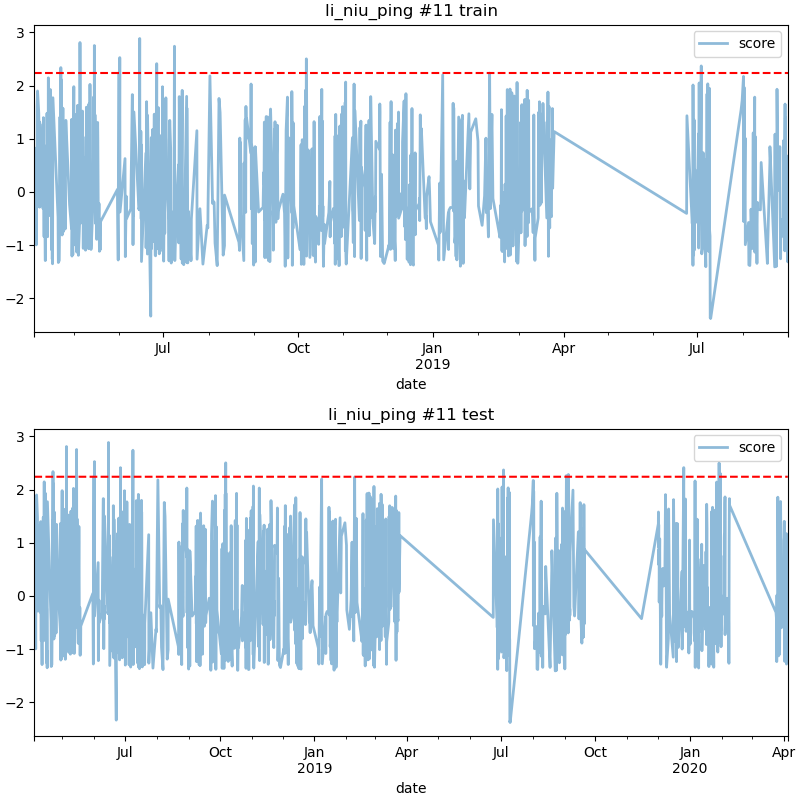 li_niu_ping #11 train
score
3
2
1
0
−1
−2
Jul Oct Jan Apr Jul
2019
date
li_niu_ping #11 test
score
3
2
1
0
−1
−2
Jul Oct Jan Apr Jul Oct Jan Apr
2019 2020
date